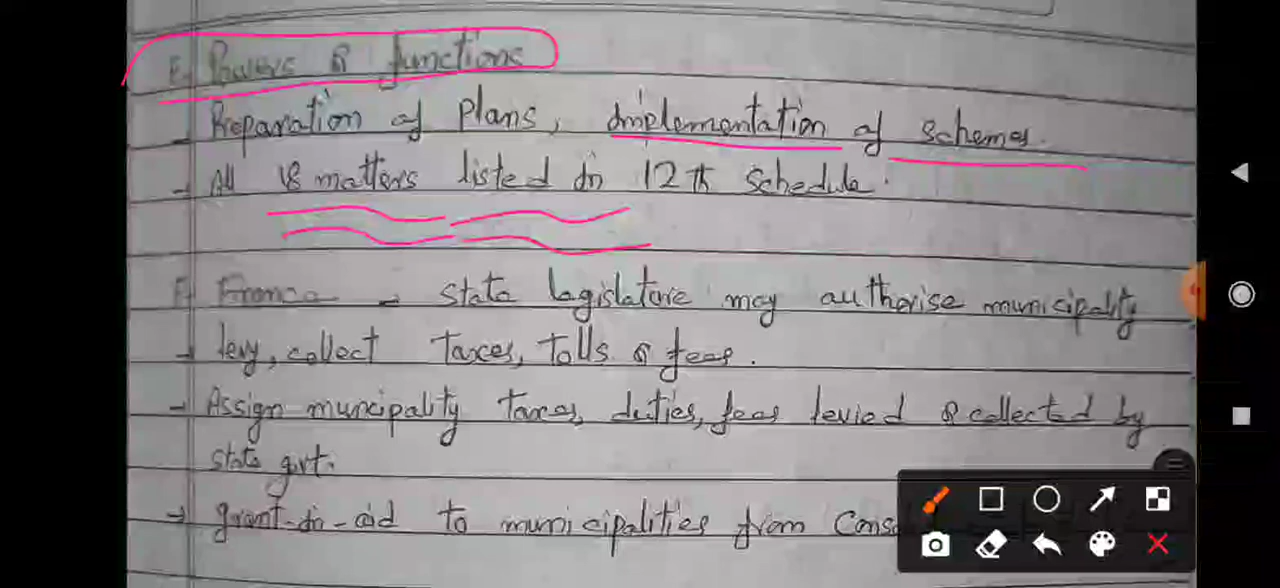 E. Powers & functions
- Preparation of plans, Implementation of schemes.
→ All 18 matters listed in 12th Schedule.
F. Finance - State legislature may authorise municipality
→ levy, collect taxes, tolls & fees.
- Assign muncipality taxes, duties, fees levied & collected by
state govt.
→ grant-in-aid to municipalities from